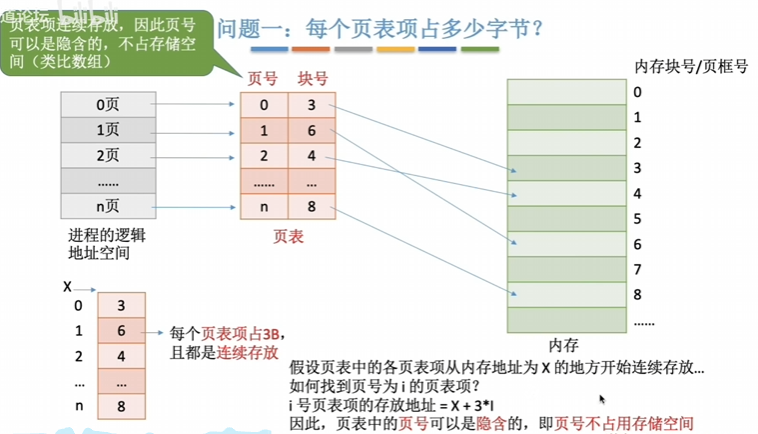 道论坛
页表项连续存放，因此页号
可以是隐含的，不占存储空
间（类比数组）
问题一：每个页表项占多少字节？
内存块号/页框号
页号 块号
0页
1页
2页
......
n页
0 3
1 6
2 4
...... ...
n 8
0
1
2
3
4
5
6
7
8
......
进程的逻辑
地址空间
页表
内存
X
0 3
1 6
2 4
... ...
n 8
每个页表项占3B，
且都是连续存放
假设页表中的各页表项从内存地址为 X 的地方开始连续存放...
如何找到页号为 i 的页表项？
i 号页表项的存放地址 = X + 3*I
因此，页表中的页号可以是隐含的，即页号不占用存储空间